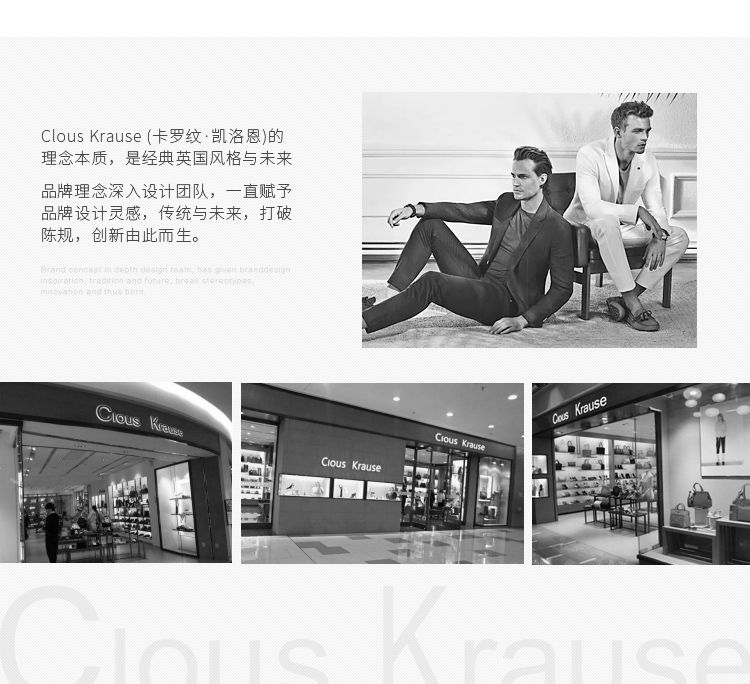 Clous Krause (卡罗纹·凯洛恩)的
理念本质，是经典英国风格与未来
品牌理念深入设计团队，一直赋予
品牌设计灵感，传统与未来，打破
陈规，创新由此而生。
Brand concept in depth design team, has given branddesign
inspiration, tradition and future, break stereotypes,
innovation and thus born.
Clous Krause
Clous Krause
Clous Krause
Clous Krause
Clous Krause